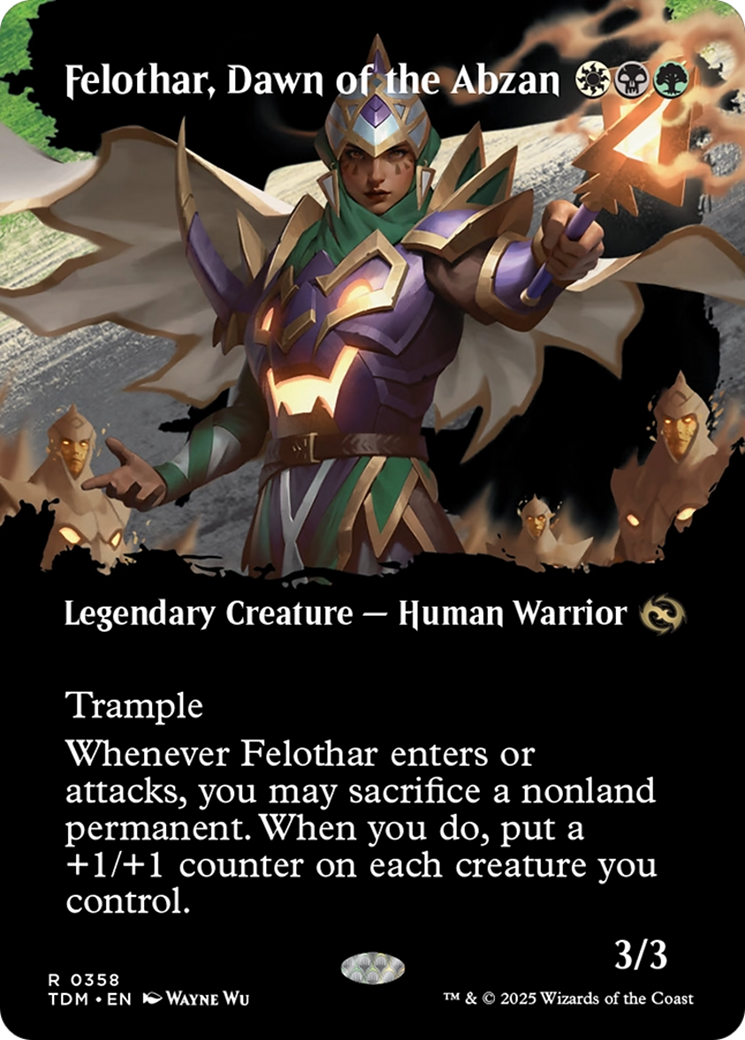 Felothar, Dawn of the Abzan
Legendary Creature — Human Warrior
Trample
Whenever Felothar enters or
attacks, you may sacrifice a nonland
permanent. When you do, put a
+1/+1 counter on each creature you
control.
3/3
R 0358
TDM • EN Wayne Wu
™ & © 2025 Wizards of the Coast